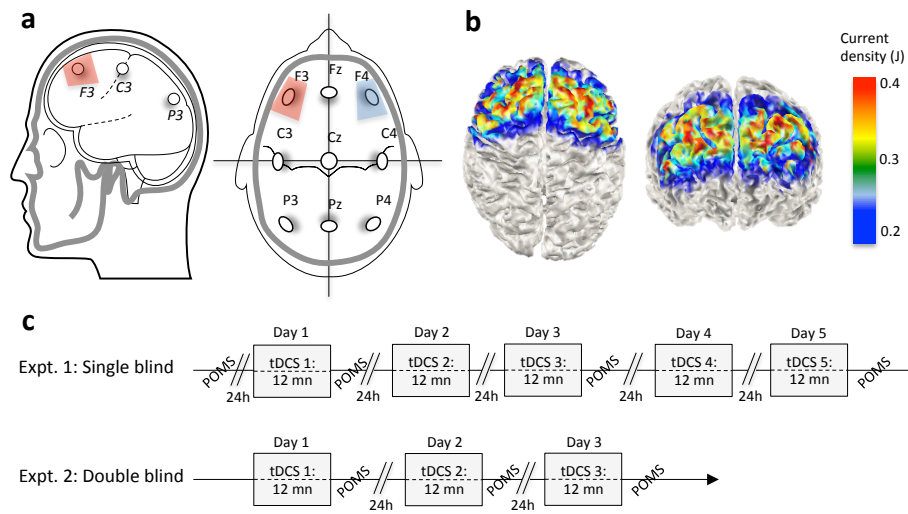 a
F3
C3
P3
F3
Fz
F4
C3
Cz
C4
P3
Pz
P4
b
Current
density (J)
0.4
0.3
0.2
c
Expt. 1: Single blind
POMS
24h
Day 1
tDCS 1:
12 mn
POMS
24h
Day 2
tDCS 2:
12 mn
24h
Day 3
tDCS 3:
12 mn
POMS
24h
Day 4
tDCS 4:
12 mn
24h
Day 5
tDCS 5:
12 mn
POMS
Expt. 2: Double blind
Day 1
tDCS 1:
12 mn
POMS
24h
Day 2
tDCS 2:
12 mn
POMS
24h
Day 3
tDCS 3:
12 mn
POMS